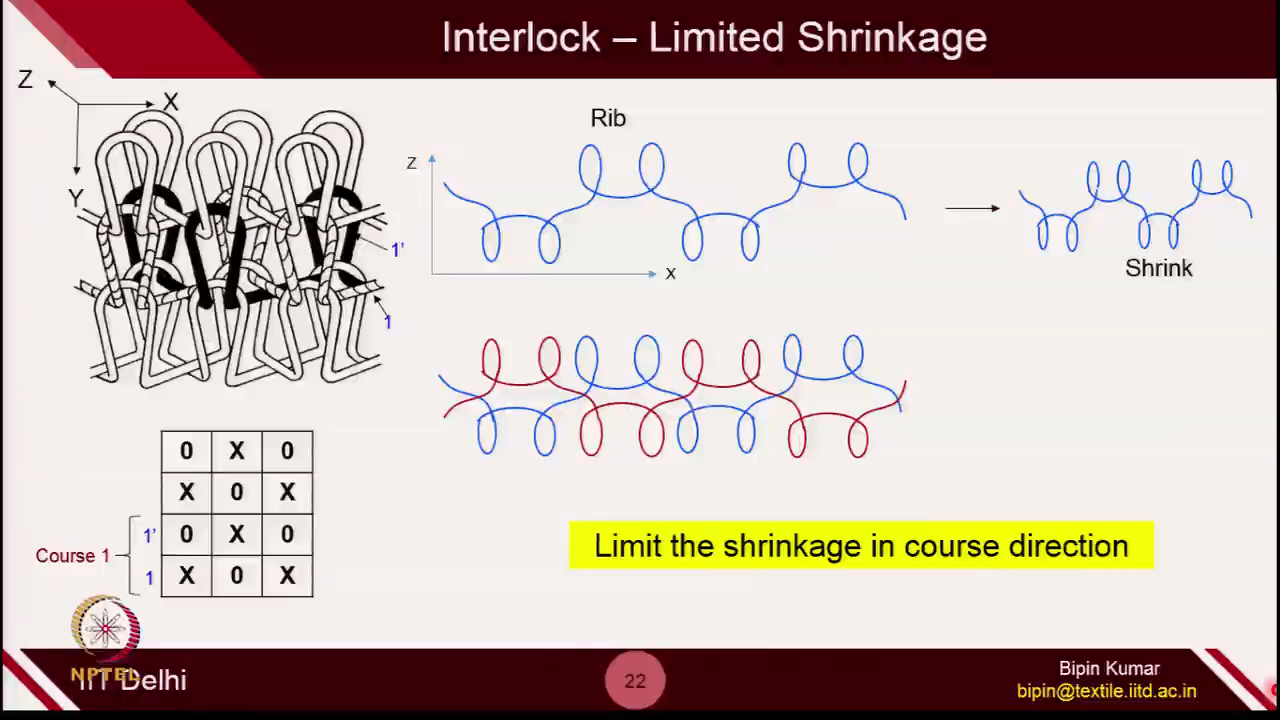 Interlock – Limited Shrinkage
Z
X
Y
1'
1
Rib
Z
X
Shrink
0 X 0
X 0 X
1' 0 X 0
Course 1
1 X 0 X
Limit the shrinkage in course direction
NPTEL
IIT Delhi
22
Bipin Kumar
bipin@textile.iitd.ac.in